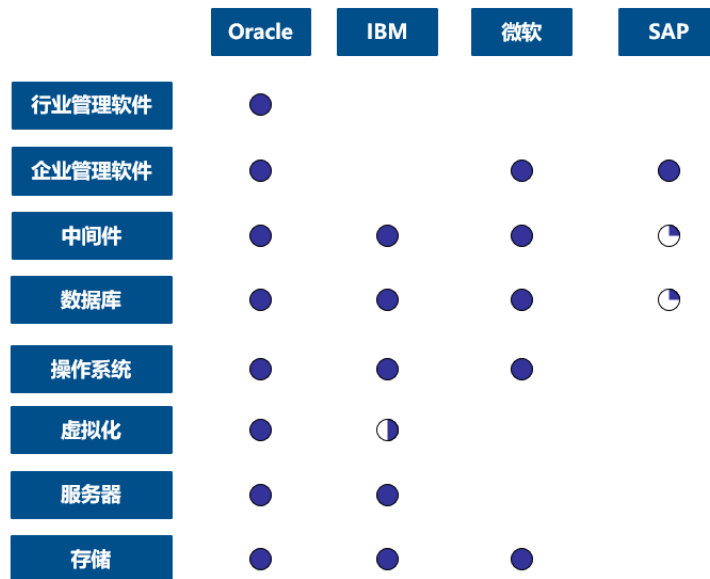 Oracle IBM 微软 SAP
行业管理软件
企业管理软件
中间件
数据库
操作系统
虚拟化
服务器
存储